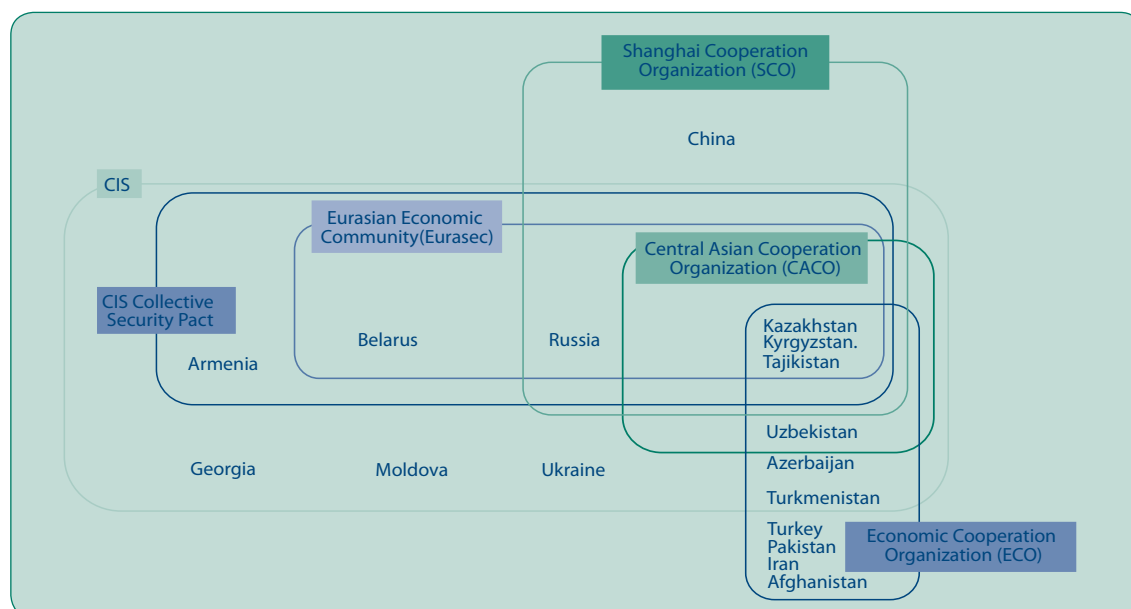 Shanghai Cooperation
Organization (SCO)
China
CIS
Eurasian Economic
Community(Eurasec)
Central Asian Cooperation
Organization (CACO)
CIS Collective
Security Pact
Kazakhstan
Kyrgyzstan.
Tajikistan
Belarus
Russia
Armenia
Uzbekistan
Georgia
Moldova
Ukraine
Azerbaijan
Turkmenistan
Turkey
Pakistan
Iran
Afghanistan
Economic Cooperation
Organization (ECO)